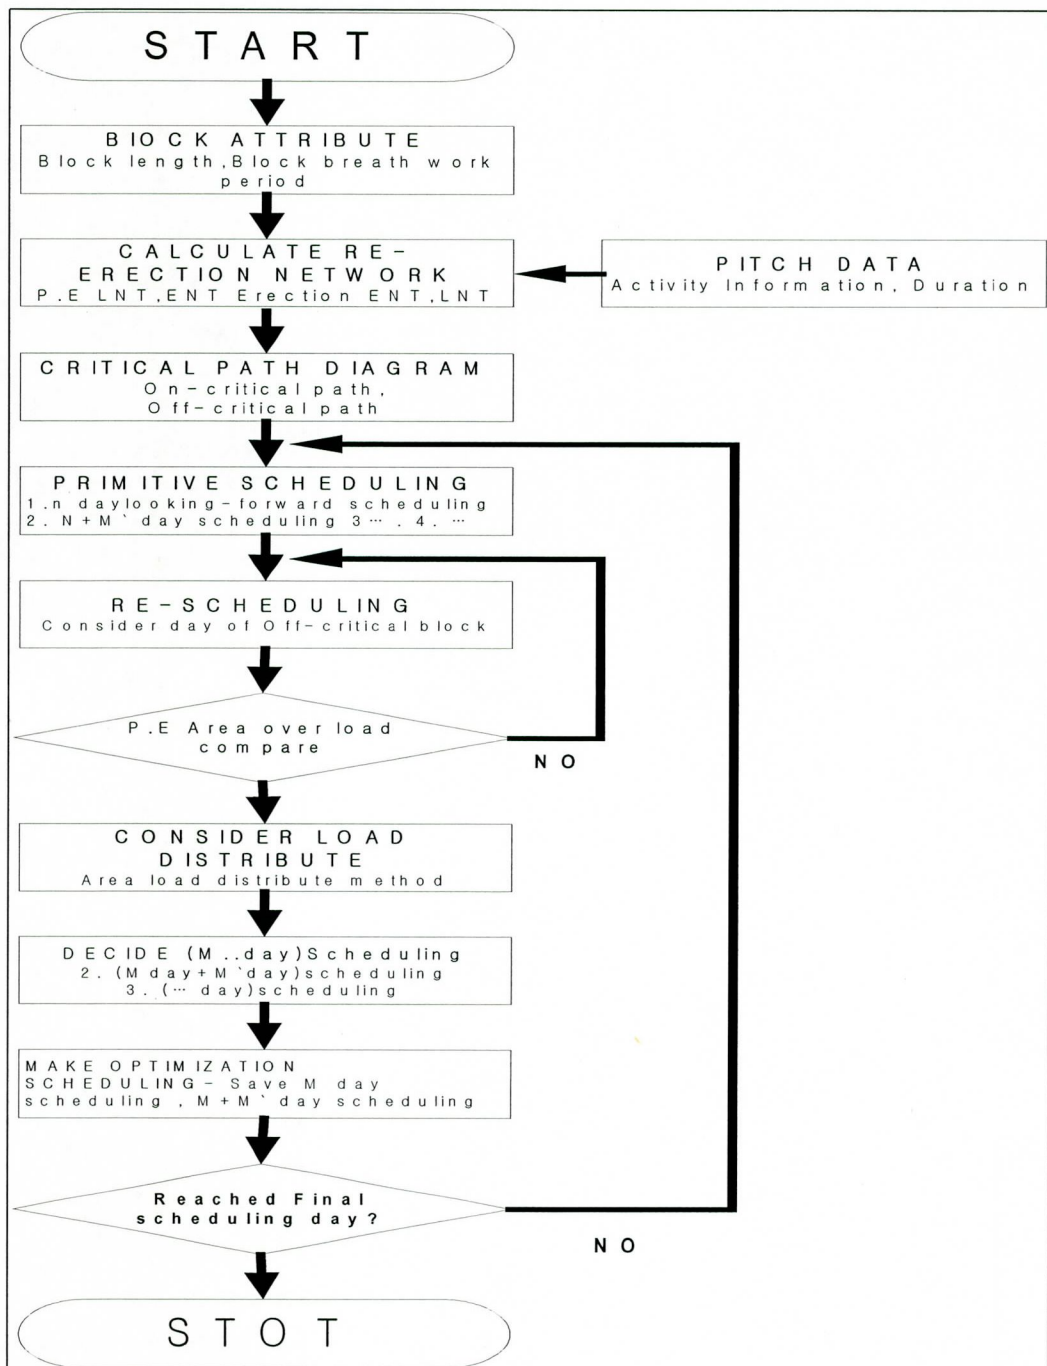 START
BIOCK ATTRIBUTE
Block length,Block breath work
period
CALCULATE RE-
ERECTION NETWORK
P.E LNT,ENT Erection ENT,LNT
PITCH DATA
Activity Information, Duration
CRITICAL PATH DIAGRAM
On-critical path,
Off-critical path
PRIMITIVE SCHEDULING
1.n daylooking-forward scheduling
2. N+M` day scheduling 3… . 4. …
RE-SCHEDULING
Consider day of Off-critical block
P.E Area over load
compare
NO
CONSIDER LOAD
DISTRIBUTE
Area load distribute method
DECIDE (M..day)Scheduling
2. (M day+M`day)scheduling
3. (… day)scheduling
MAKE OPTIMIZATION
SCHEDULING- Save M day
scheduling , M+M` day scheduling
Reached Final
scheduling day?
NO
STOT